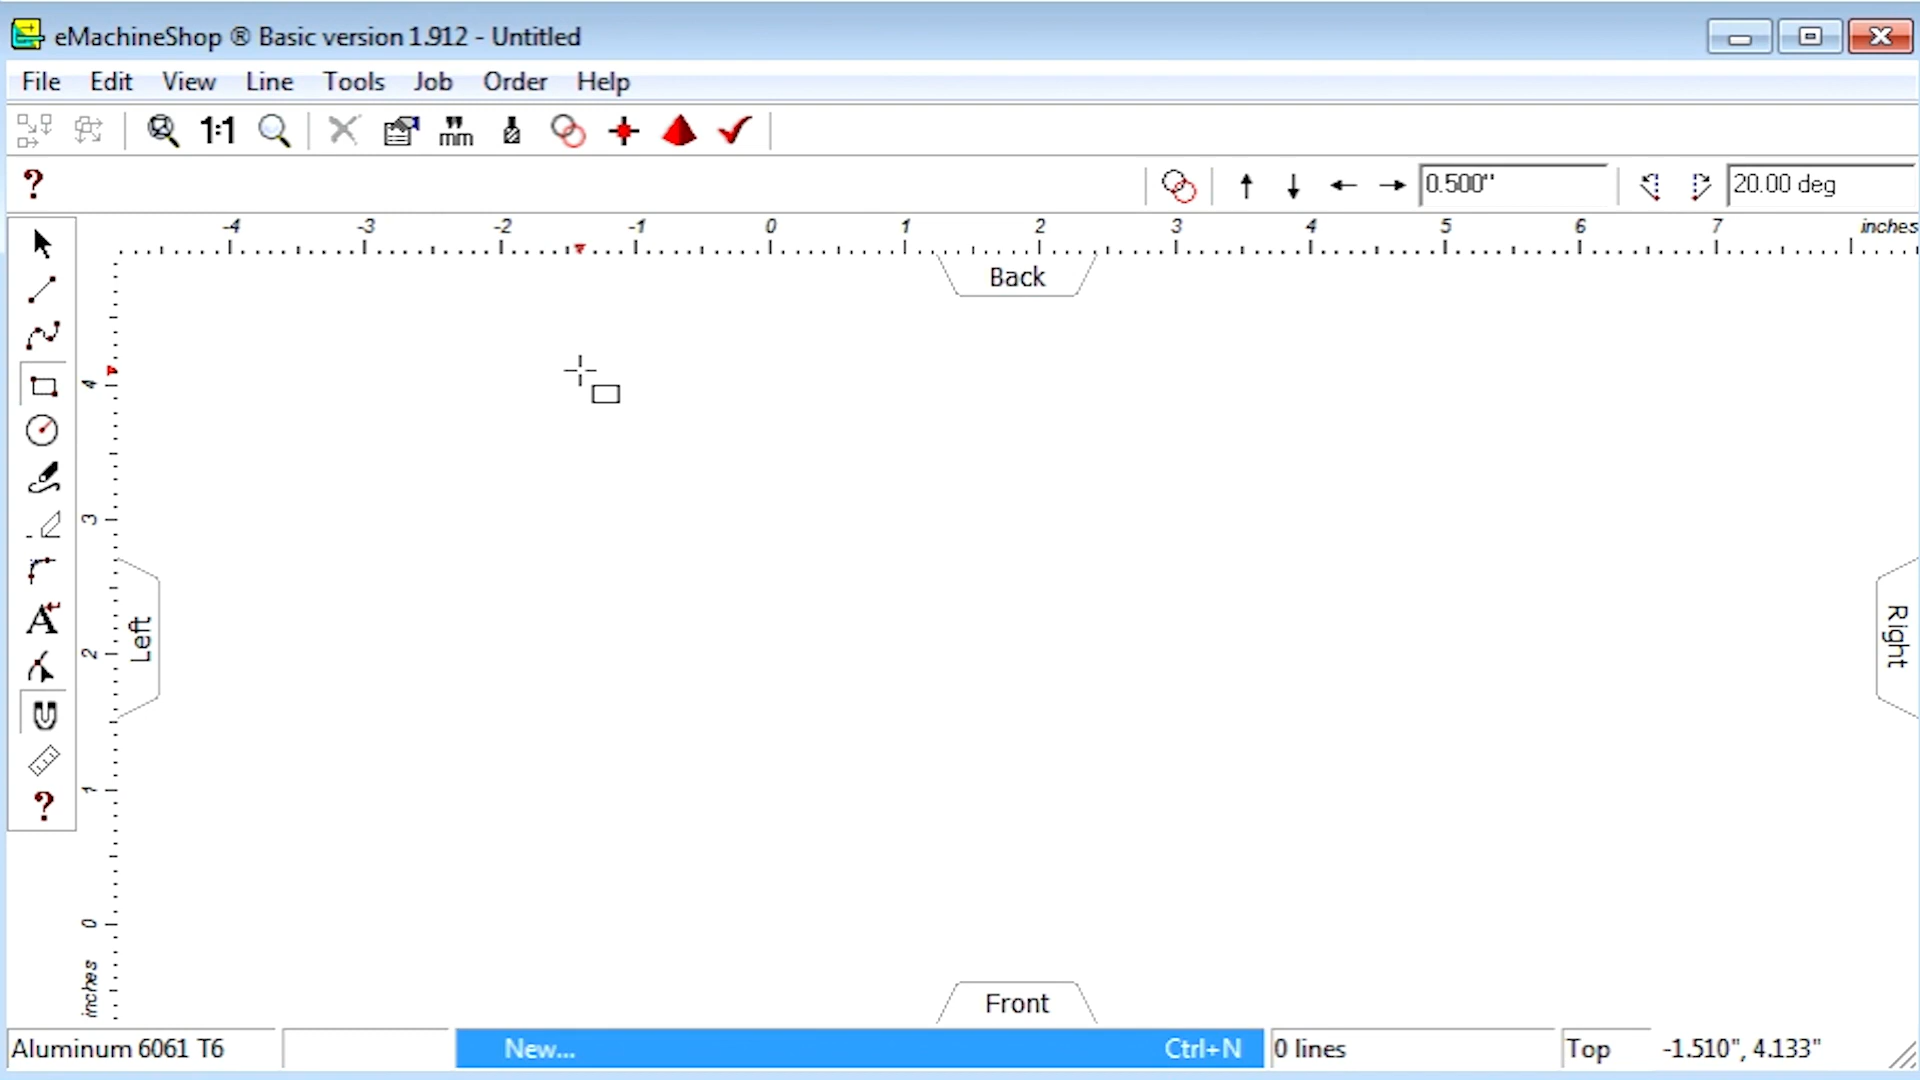 eMachineShop ® Basic version 1.912 - Untitled
File Edit View Line Tools Job Order Help
1:1 mm
0.500" 20.00 deg
-4 -3 -2 -1 0 1 2 3 4 5 6 7 inches
Back
4
3
2
1
0
inches
Left
Right
Front
Aluminum 6061 T6 New... Ctrl+N 0 lines Top -1.510", 4.133"